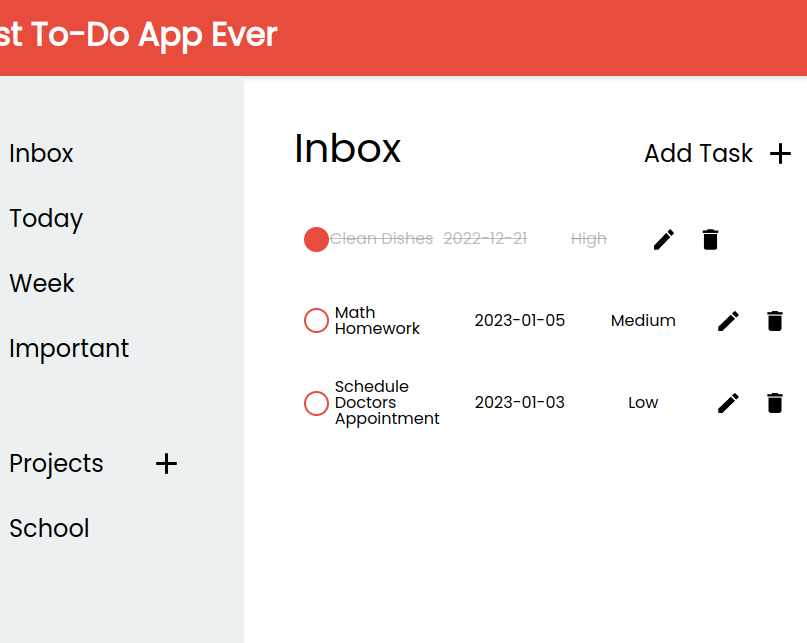 st To-Do App Ever
Inbox
Today
Week
Important
Projects
School
Inbox
Add Task
Clean Dishes 2022-12-21 High
Math
Homework
2023-01-05 Medium
Schedule
Doctors
Appointment
2023-01-03 Low